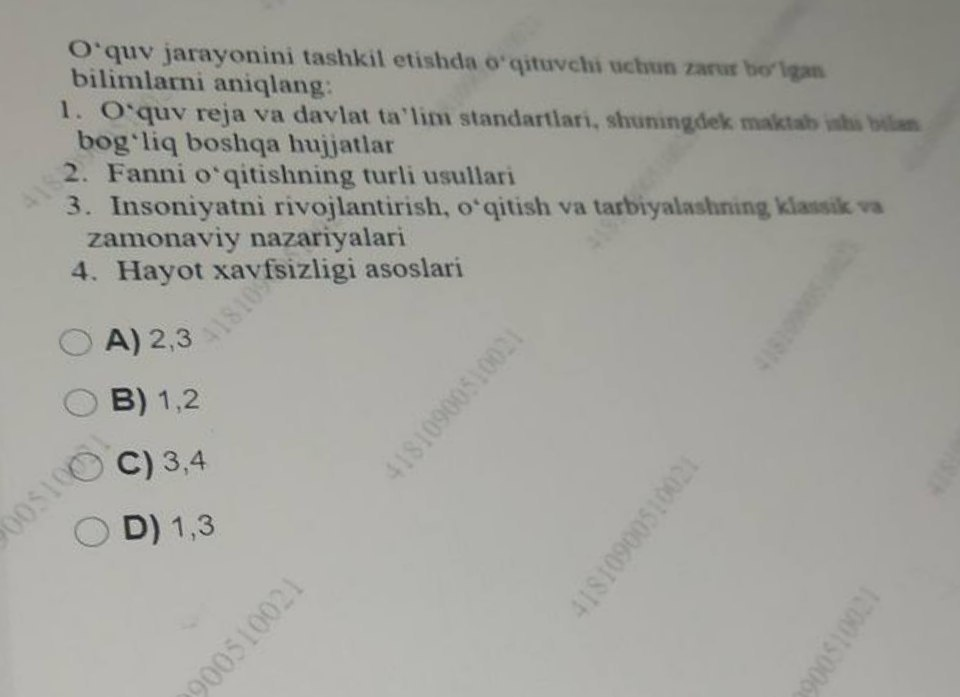 O‘quv jarayonini tashkil etishda o‘qituvchi uchun zarur bo‘lgan
bilimlarni aniqlang:
1. O‘quv reja va davlat ta’lim standartlari, shuningdek maktab ishi bilan
bog‘liq boshqa hujjatlar
2. Fanni o‘qitishning turli usullari
3. Insoniyatni rivojlantirish, o‘qitish va tarbiyalashning klassik va
zamonaviy nazariyalari
4. Hayot xavfsizligi asoslari
A) 2,3
B) 1,2
C) 3,4
D) 1,3
41810900510021
41810900510021